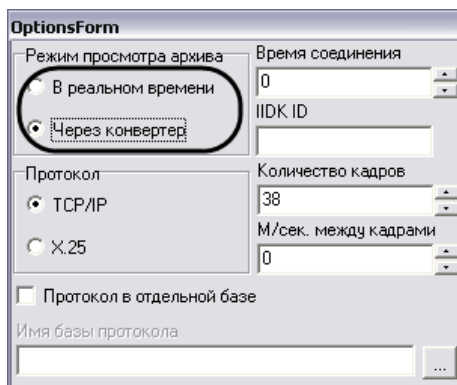 OptionsForm
Режим просмотра архива
В реальном времени
Через конвертер
Время соединения
0
IIDK ID
Протокол
TCP/IP
X.25
Количество кадров
38
М/сек. между кадрами
0
Протокол в отдельной базе
Имя базы протокола
...